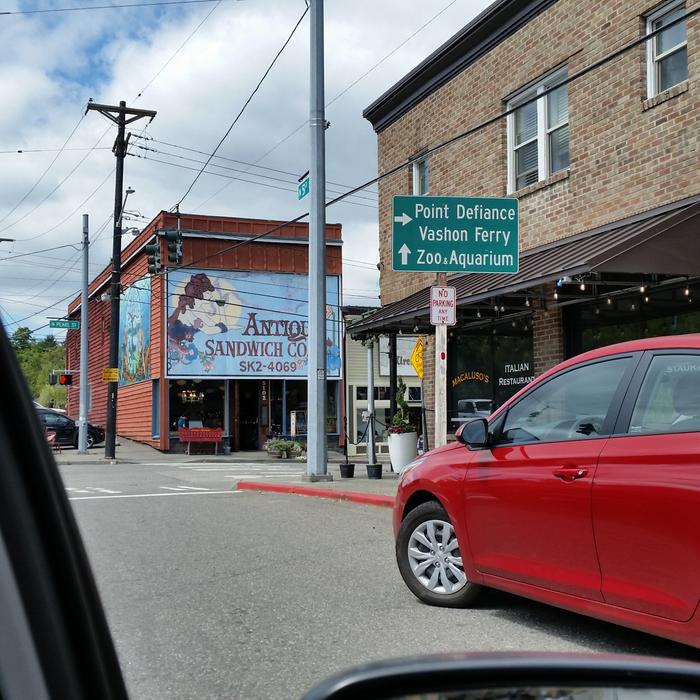 Point Defiance
Vashon Ferry
Zoo & Aquarium
NO
PARKING
ANY
TIME
N PEARL ST
ANTIQUE
SANDWICH CO.
SK2-4069
5102
MACALUSO'S
ITALIAN
RESTAURANT